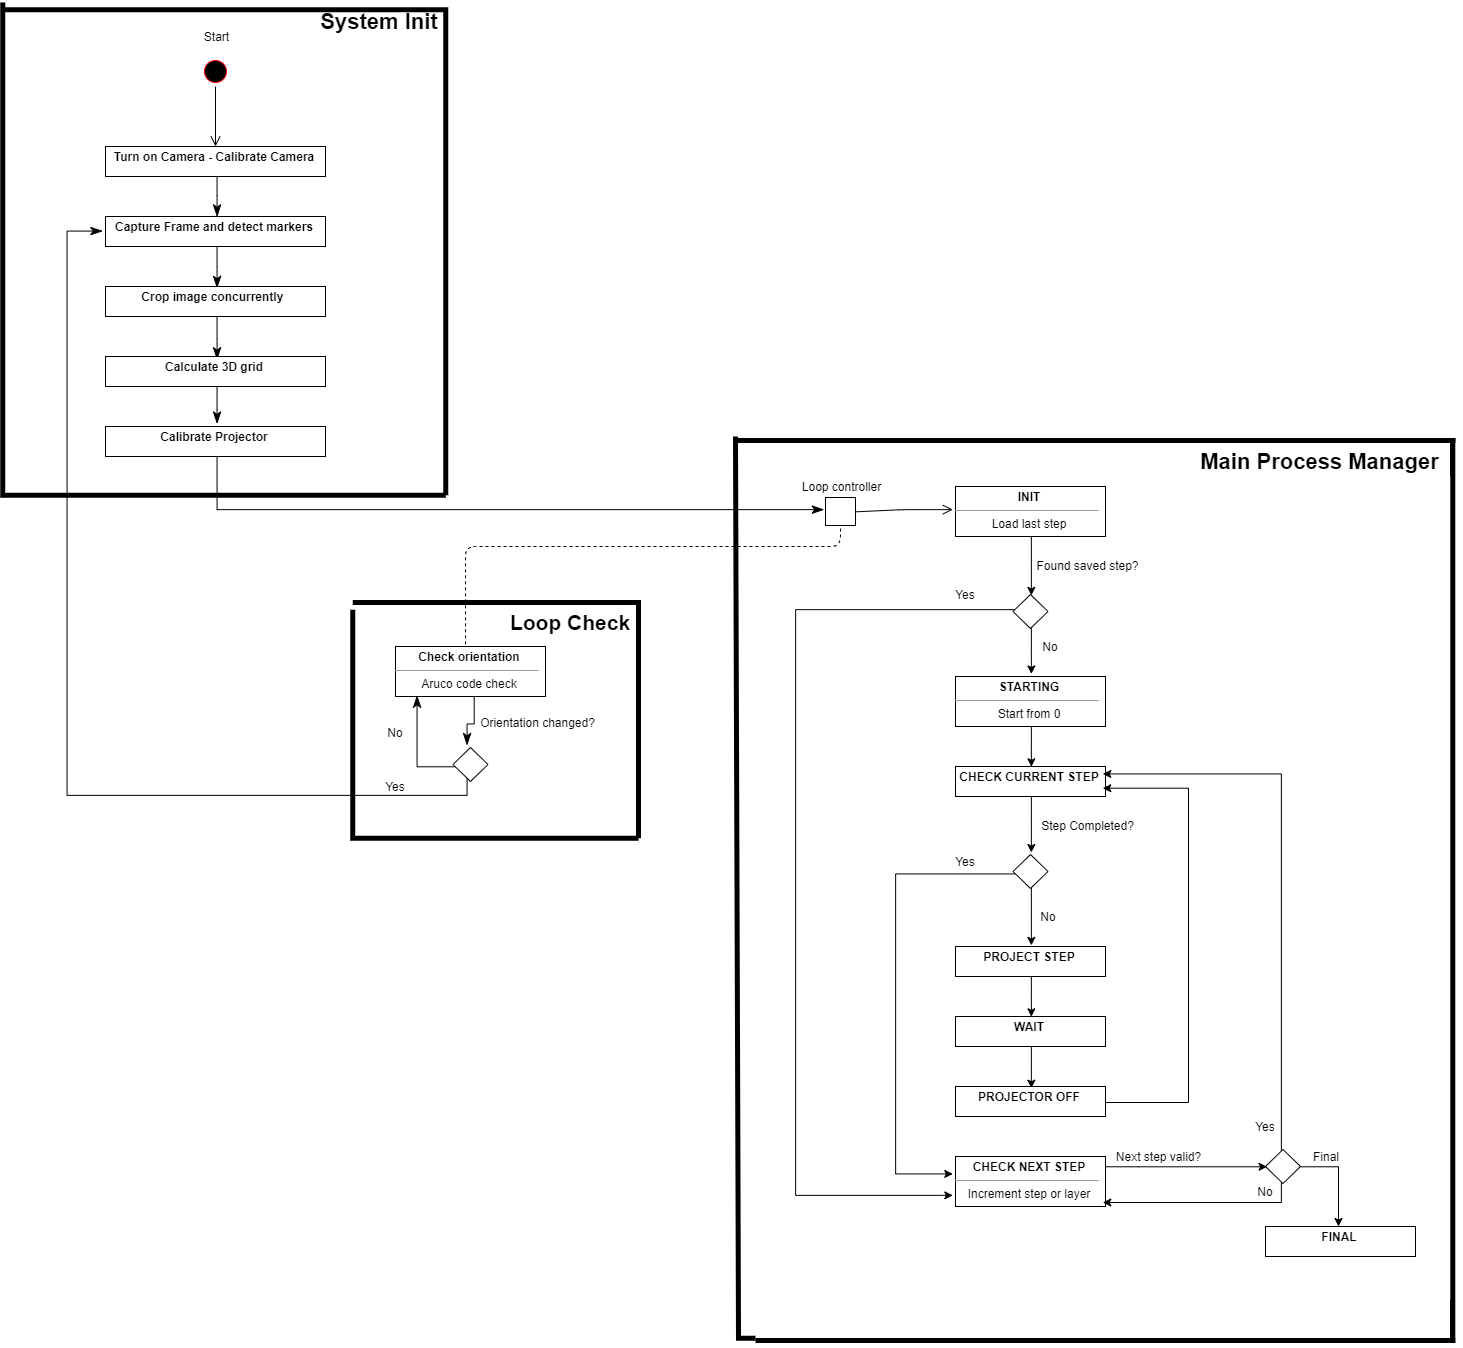 System Init
Start
Turn on Camera - Calibrate Camera
Capture Frame and detect markers
Crop image concurrently
Calculate 3D grid
Calibrate Projector
Main Process Manager
Loop controller
INIT
Load last step
Found saved step?
Yes
No
Loop Check
Check orientation
Aruco code check
Orientation changed?
No
Yes
STARTING
Start from 0
CHECK CURRENT STEP
Step Completed?
Yes
No
PROJECT STEP
WAIT
PROJECTOR OFF
CHECK NEXT STEP
Increment step or layer
Next step valid?
Yes
Final
No
FINAL